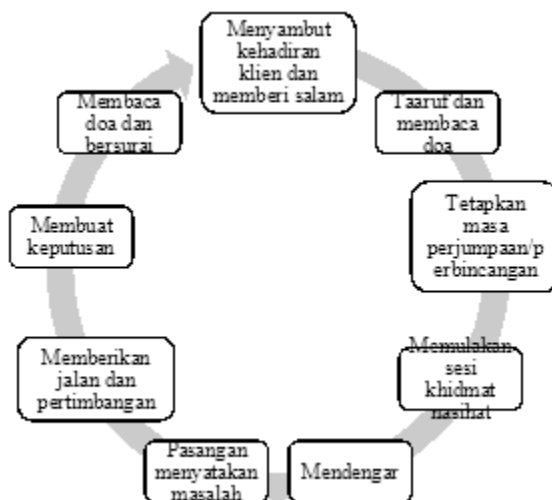 Menyambut
kehadiran
klien dan
memberi salam
Taaruf dan
membaca
doa
Tetapkan
masa
perjumpaan/p
erbincangan
Memulakan
sesi
khidmat
nasihat
Mendengar
Pasangan
menyatakan
masalah
Memberikan
jalan dan
pertimbangan
Membuat
keputusan
Membaca
doa dan
bersurai